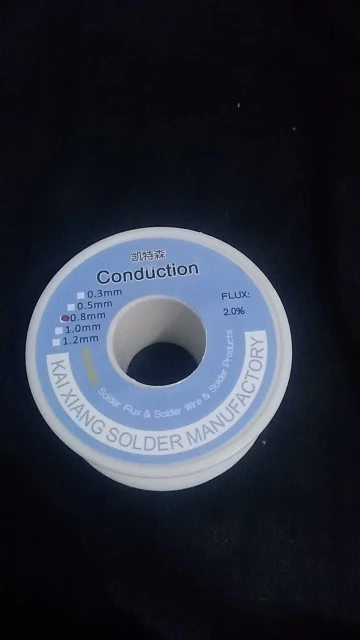 凯特森
Conduction
0.3mm
0.5mm
0.8mm
1.0mm
1.2mm
FLUX:
2.0%
Solder Flux & Solder Wire & Solder Products
KAI XIANG SOLDER MANUFACTORY